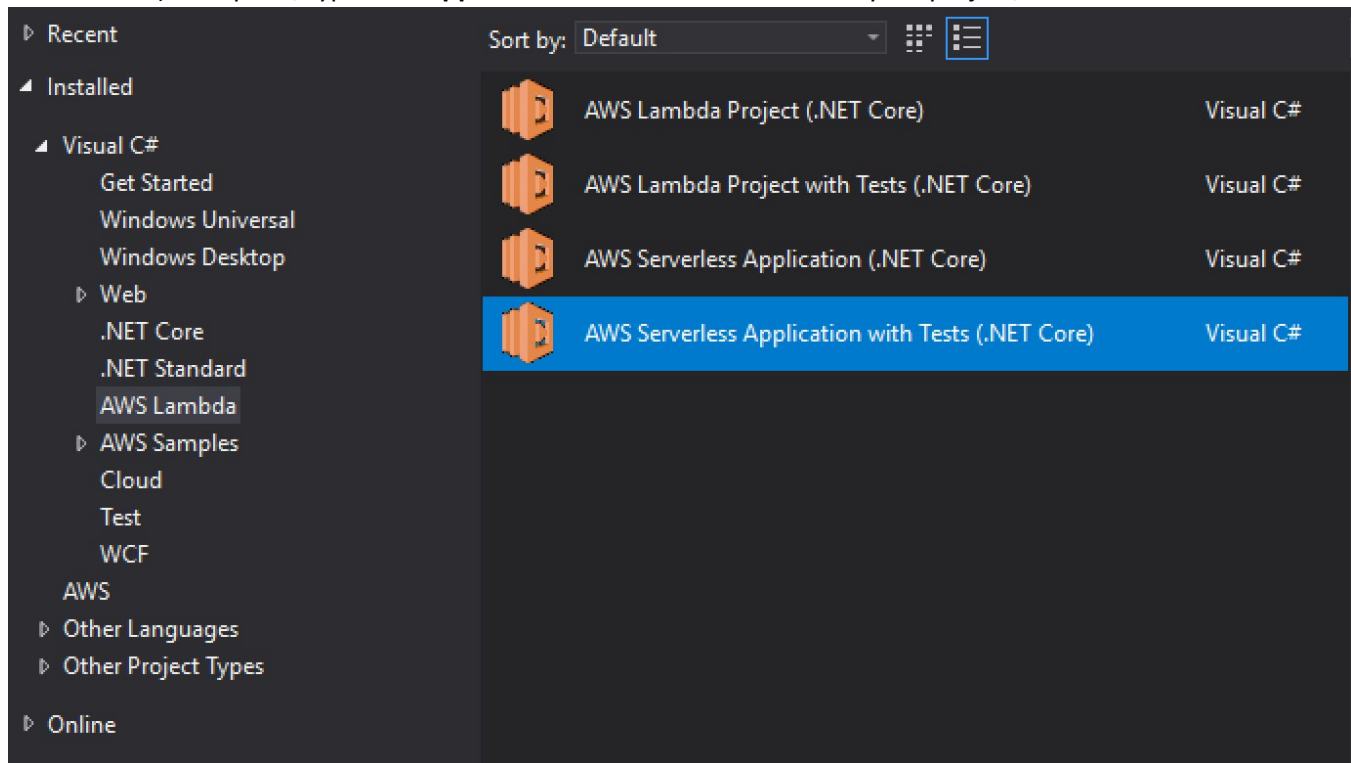 Recent
Installed
Visual C#
Get Started
Windows Universal
Windows Desktop
Web
.NET Core
.NET Standard
AWS Lambda
AWS Samples
Cloud
Test
WCF
AWS
Other Languages
Other Project Types
Online
Sort by: Default
AWS Lambda Project (.NET Core) Visual C#
AWS Lambda Project with Tests (.NET Core) Visual C#
AWS Serverless Application (.NET Core) Visual C#
AWS Serverless Application with Tests (.NET Core) Visual C#